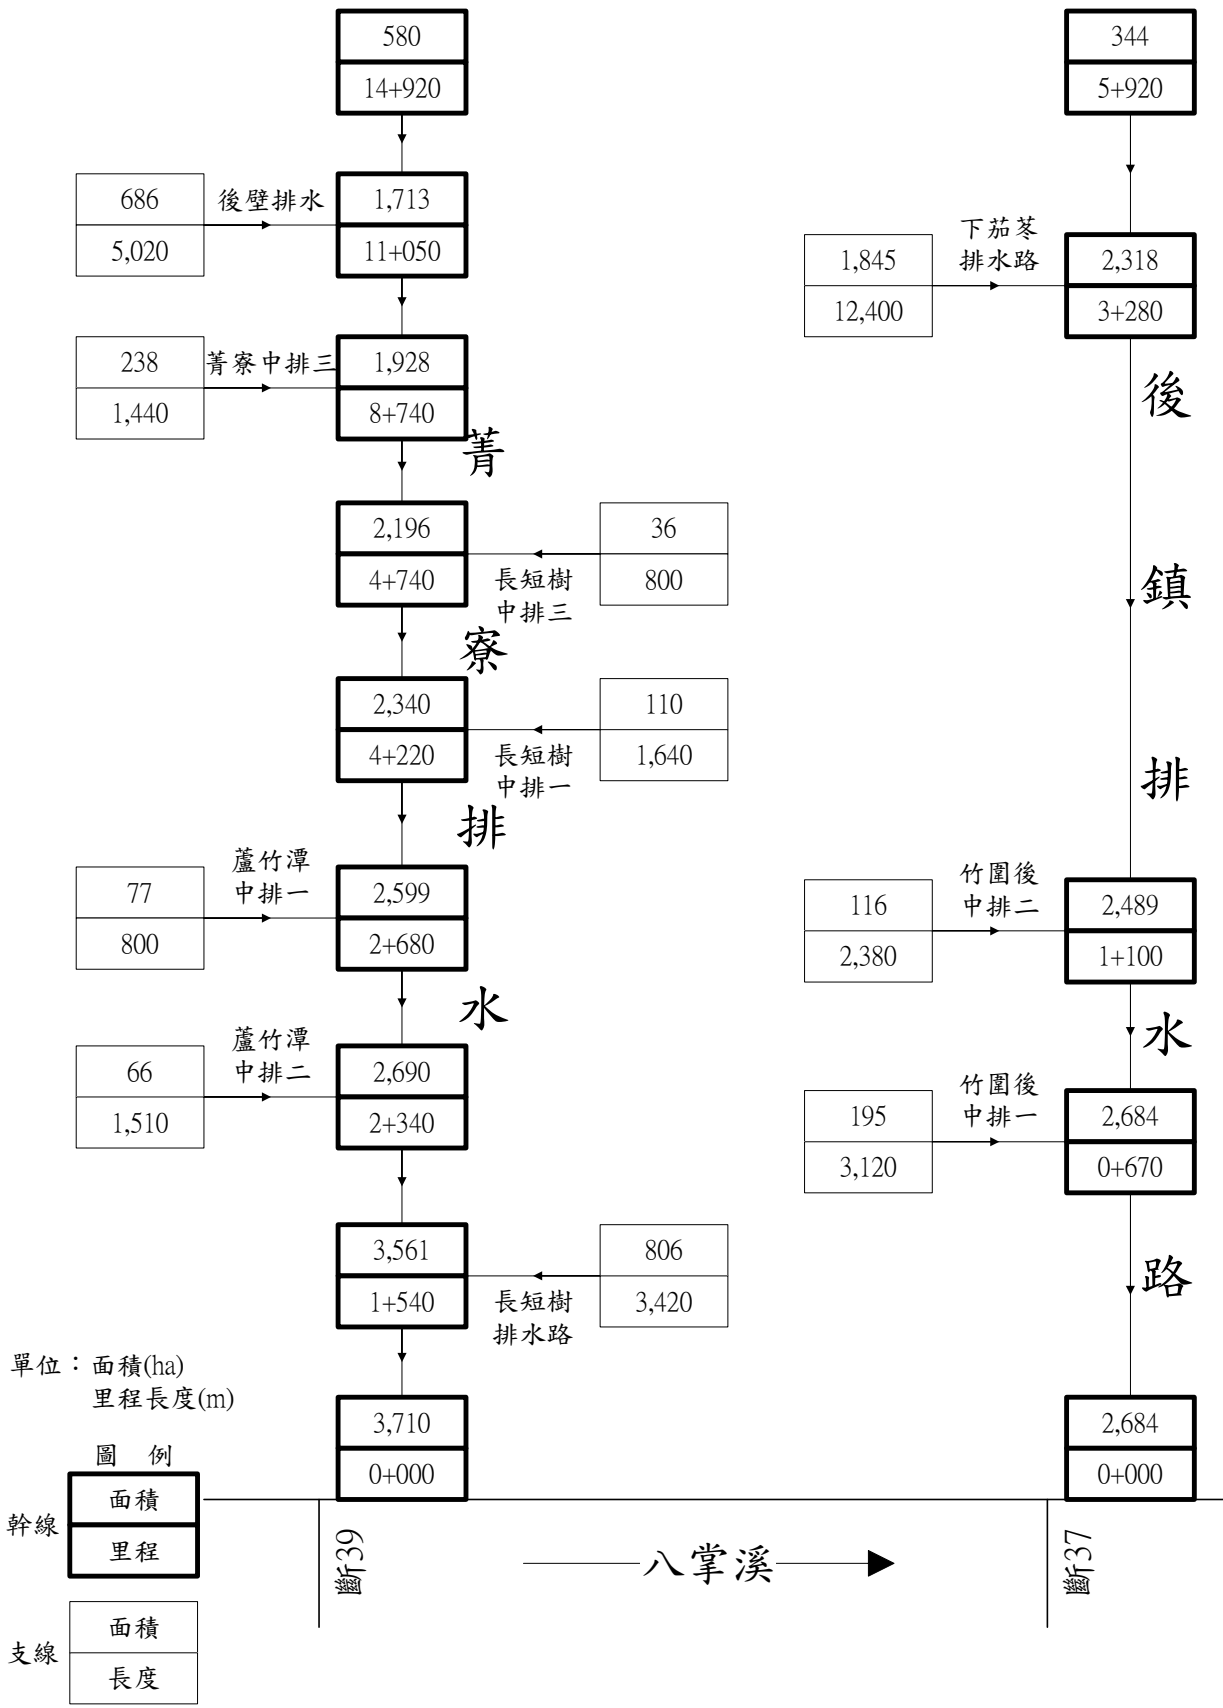 580
14+920
686
5,020
後壁排水
1,713
11+050
238
1,440
菁寮中排三
1,928
8+740
菁
2,196
4+740
長短樹
中排三
36
800
寮
2,340
4+220
長短樹
中排一
110
1,640
排
77
800
蘆竹潭
中排一
2,599
2+680
水
66
1,510
蘆竹潭
中排二
2,690
2+340
3,561
1+540
長短樹
排水路
806
3,420
3,710
0+000
344
5+920
1,845
12,400
下茄苳
排水路
2,318
3+280
後
鎮
排
116
2,380
竹圍後
中排二
2,489
1+100
水
195
3,120
竹圍後
中排一
2,684
0+670
路
2,684
0+000
單位：面積(ha)
里程長度(m)
圖 例
幹線
面積
里程
支線
面積
長度
斷39
八掌溪
斷37